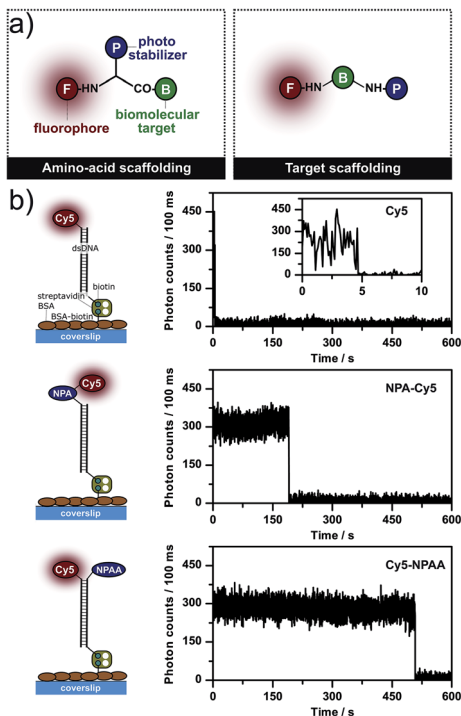 a)
P
photo
stabilizer
F
HN
CO
B
fluorophore
biomolecular
target
Amino-acid scaffolding
F
HN
B
NH
P
Target scaffolding
b)
Cy5
dsDNA
biotin
streptavidin
BSA
BSA-biotin
coverslip
Photon counts / 100 ms
450
300
150
0
Cy5
450
300
150
0
0 5 10
0 150 300 450 600
Time / s
NPA
Cy5
coverslip
Photon counts / 100 ms
NPA-Cy5
450
300
150
0
0 150 300 450 600
Time / s
Cy5
NPAA
coverslip
Photon counts / 100 ms
Cy5-NPAA
450
300
150
0
0 150 300 450 600
Time / s